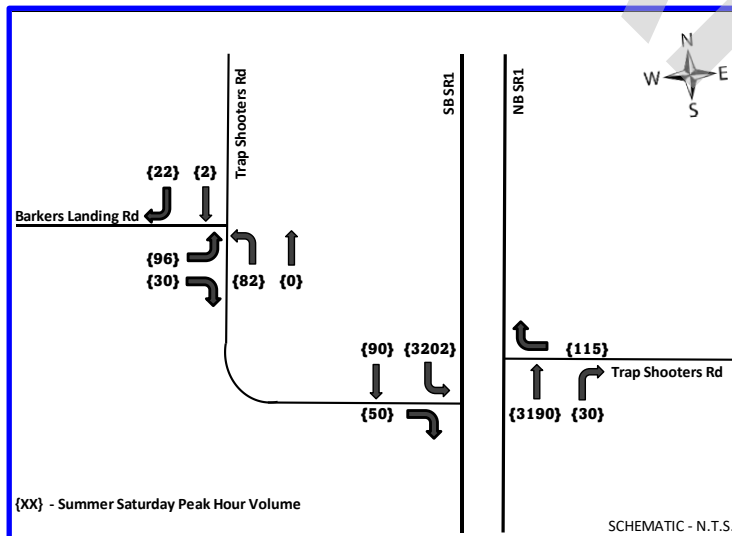 N
W E
S
Trap Shooters Rd
SB SR1
NB SR1
{22} {2}
Barkers Landing Rd
{96}
{30} {82} {0}
{90} {3202}
{115}
Trap Shooters Rd
{50}
{3190} {30}
{XX} - Summer Saturday Peak Hour Volume
SCHEMATIC - N.T.S.